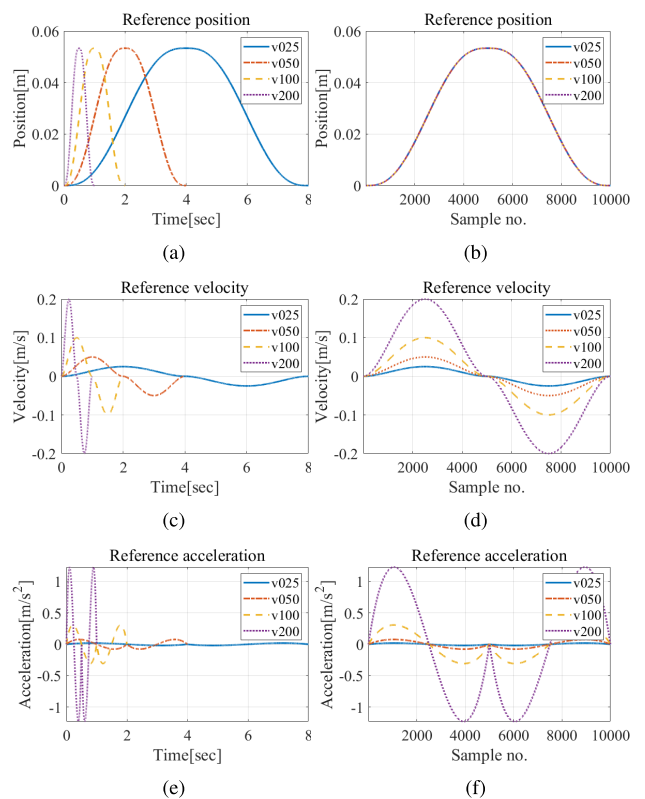 Reference position
Position[m]
0.06
0.04
0.02
0
0 2 4 6 8
Time[sec]
v025
v050
v100
v200
(a)
Reference position
Position[m]
0.06
0.04
0.02
0
2000 4000 6000 8000 10000
Sample no.
v025
v050
v100
v200
(b)
Reference velocity
Velocity[m/s]
0.2
0.1
0
-0.1
-0.2
0 2 4 6 8
Time[sec]
v025
v050
v100
v200
(c)
Reference velocity
Velocity[m/s]
0.2
0.1
0
-0.1
-0.2
2000 4000 6000 8000 10000
Sample no.
v025
v050
v100
v200
(d)
Reference acceleration
Acceleration[m/s²]
1
0.5
0
-0.5
-1
0 2 4 6 8
Time[sec]
v025
v050
v100
v200
(e)
Reference acceleration
Acceleration[m/s²]
1
0.5
0
-0.5
-1
2000 4000 6000 8000 10000
Sample no.
v025
v050
v100
v200
(f)